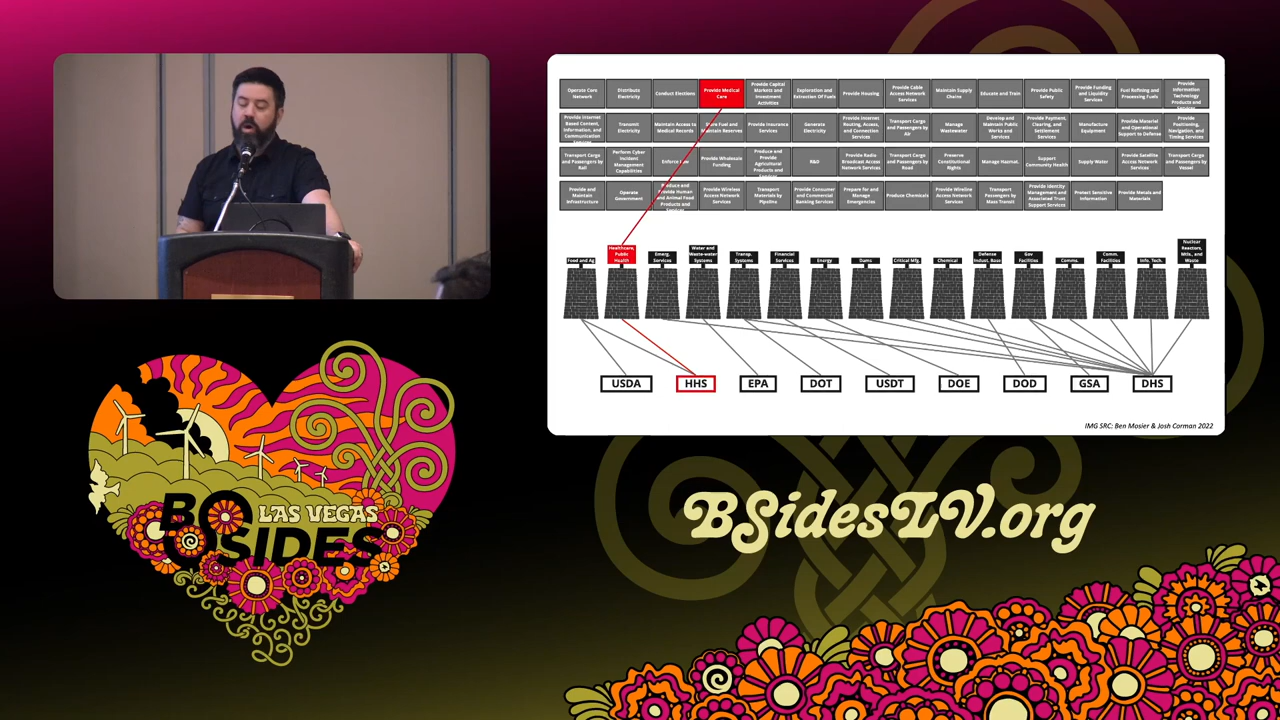 Operate Core
Network
Distribute
Electricity
Conduct Elections
Provide Medical
Care
Provide Capital
Markets and
Investment
Activities
Exploration and
Extraction Of Fuels
Provide Housing
Provide Cable
Access Network
Services
Maintain Supply
Chains
Educate and Train
Provide Public
Safety
Provide Funding
and Liquidity
Services
Fuel Refining and
Processing Fuels
Provide
Information
Technology
Products and
Services
Provide Internet
Based Content,
Information, and
Communication
Services
Transmit
Electricity
Maintain Access to
Medical Records
Store Fuel and
Maintain Reserves
Provide Insurance
Services
Generate
Electricity
Provide Internet
Routing, Access,
and Connection
Services
Transport Cargo
and Passengers by
Air
Manage
Wastewater
Develop and
Maintain Public
Works and
Services
Provide Payment,
Clearing, and
Settlement
Services
Manufacture
Equipment
Provide Materiel
and Operational
Support to Defense
Provide
Positioning,
Navigation, and
Timing Services
Transport Cargo
and Passengers by
Rail
Perform Cyber
Incident
Management
Capabilities
Enforce Law
Provide Wholesale
Funding
Produce and
Provide
Agricultural
Products and
Services
R&D
Provide Radio
Broadcast Access
Network Services
Transport Cargo
and Passengers by
Road
Preserve
Constitutional
Rights
Manage Hazmat.
Support
Community Health
Supply Water
Provide Satellite
Access Network
Services
Transport Cargo
and Passengers by
Vessel
Provide and
Maintain
Infrastructure
Operate
Government
Produce and
Provide Human
and Animal Food
Products and
Services
Provide Wireless
Access Network
Services
Transport
Materials by
Pipeline
Provide Consumer
and Commercial
Banking Services
Prepare for and
Manage
Emergencies
Produce Chemicals
Provide Wireline
Access Network
Services
Transport
Passengers by
Mass Transit
Provide Identity
Management and
Associated Trust
Support Services
Protect Sensitive
Information
Provide Metals and
Materials
Food and Ag
Healthcare,
Public
Health
Emerg.
Services
Water and
Waste-water
Systems
Transp.
Systems
Financial
Services
Energy
Dams
Critical Mfg.
Chemical
Defense
Indust. Base
Gov
Facilities
Comms.
Comm.
Facilities
Info. Tech.
Nuclear
Reactors,
Mtls., and
Waste
USDA
HHS
EPA
DOT
USDT
DOE
DOD
GSA
DHS
IMG SRC: Ben Mosier & Josh Corman 2022
LAS VEGAS
BSIDES
23
BSidesLV.org